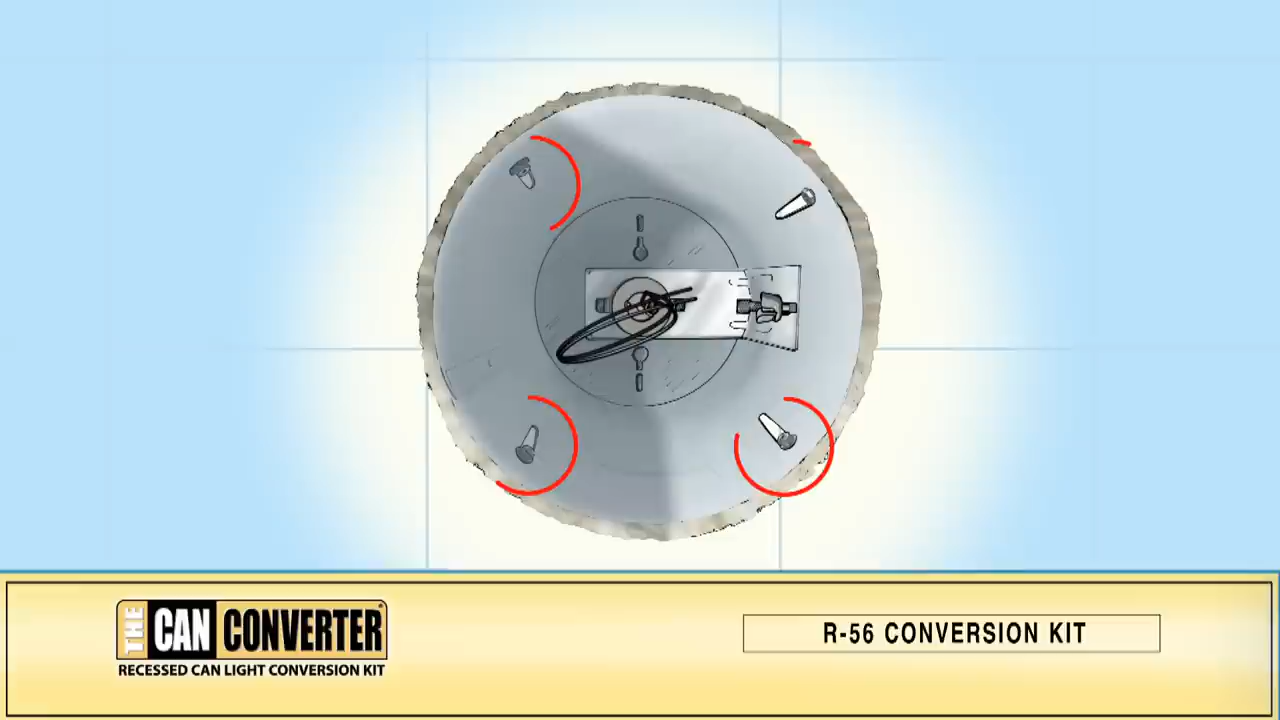 THE CAN CONVERTER
RECESSED CAN LIGHT CONVERSION KIT
R-56 CONVERSION KIT